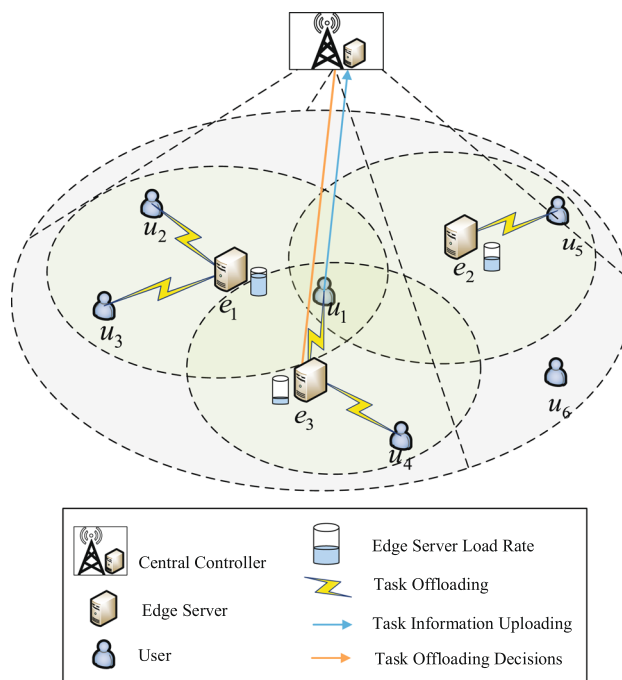 u2
u5
e2
e1
u1
u3
u6
e3
u4
Central Controller
Edge Server Load Rate
Task Offloading
Edge Server
Task Information Uploading
User
Task Offloading Decisions